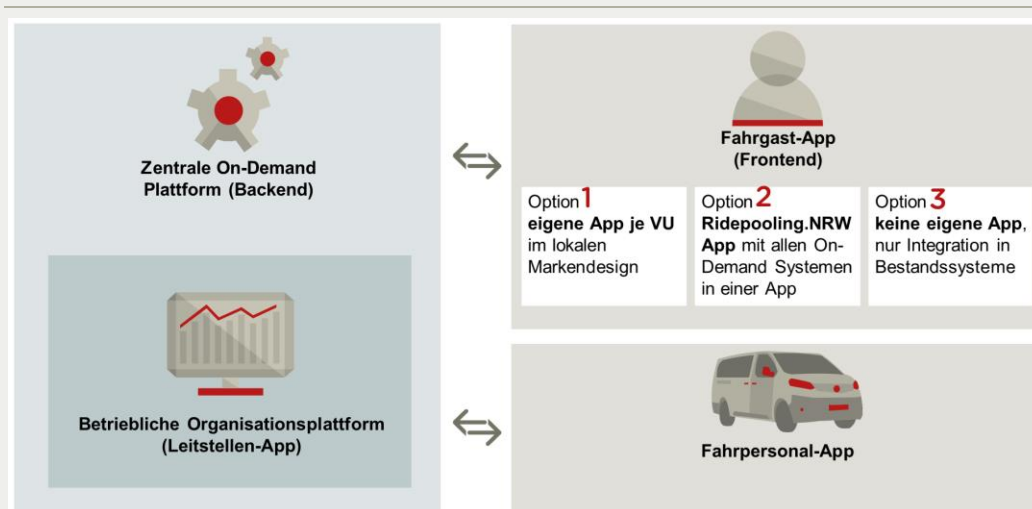 Zentrale On-Demand
Plattform (Backend)
Betriebliche Organisationsplattform
(Leitstellen-App)
Fahrgast-App
(Frontend)
Option 1
eigene App je VU
im lokalen
Markendesign
Option 2
Ridepooling.NRW
App mit allen On-
Demand Systemen
in einer App
Option 3
keine eigene App,
nur Integration in
Bestandssysteme
Fahrpersonal-App